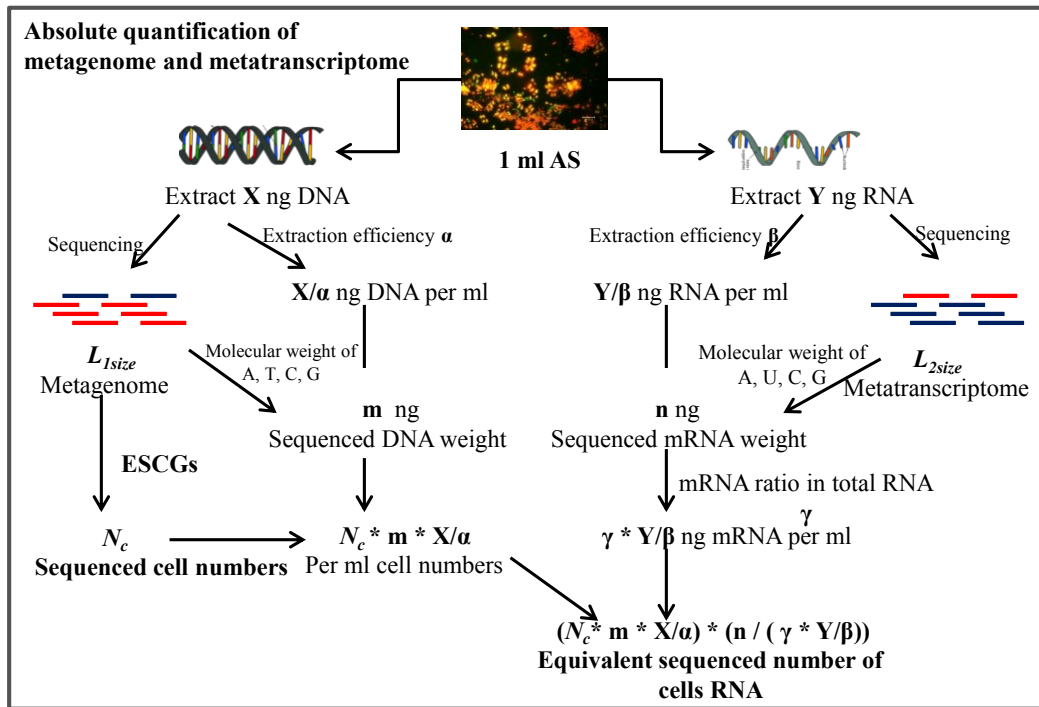 Absolute quantification of
metagenome and metatranscriptome
1 ml AS
Extract X ng DNA
Extract Y ng RNA
Sequencing
Extraction efficiency α
Extraction efficiency β
Sequencing
X/α ng DNA per ml
Y/β ng RNA per ml
L1size
Metagenome
Molecular weight of
A, T, C, G
Molecular weight of
A, U, C, G
L2size
Metatranscriptome
m ng
Sequenced DNA weight
n ng
Sequenced mRNA weight
ESCGs
mRNA ratio in total RNA
γ
Nc
Sequenced cell numbers
Nc * m * X/α
Per ml cell numbers
γ * Y/β ng mRNA per ml
(Nc* m * X/α) * (n / ( γ * Y/β))
Equivalent sequenced number of
cells RNA